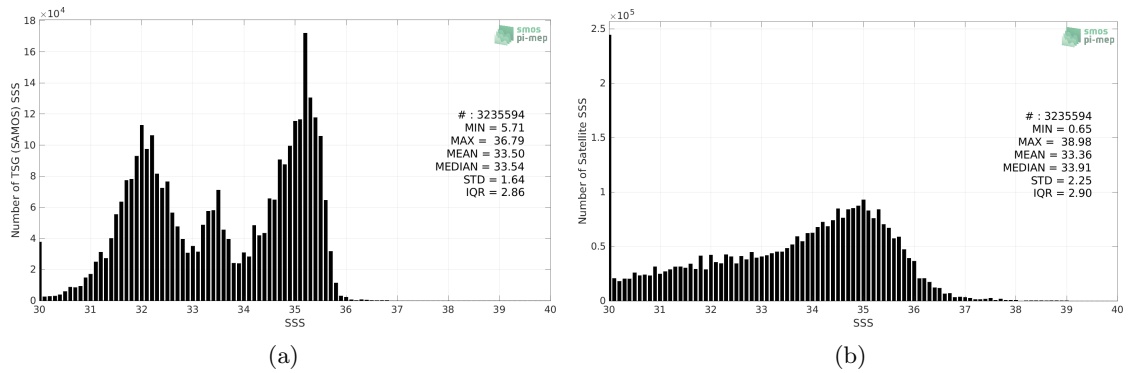 ×10⁴
18
16
14
12
10
8
6
4
2
0
Number of TSG (SAMOS) SSS
smos
pi-mep
# : 3235594
MIN = 5.71
MAX = 36.79
MEAN = 33.50
MEDIAN = 33.54
STD = 1.64
IQR = 2.86
30 31 32 33 34 35 36 37 38 39 40
SSS
(a)
×10⁵
2.5
2
1.5
1
0.5
0
Number of Satellite SSS
smos
pi-mep
# : 3235594
MIN = 0.65
MAX = 38.98
MEAN = 33.36
MEDIAN = 33.91
STD = 2.25
IQR = 2.90
30 31 32 33 34 35 36 37 38 39 40
SSS
(b)